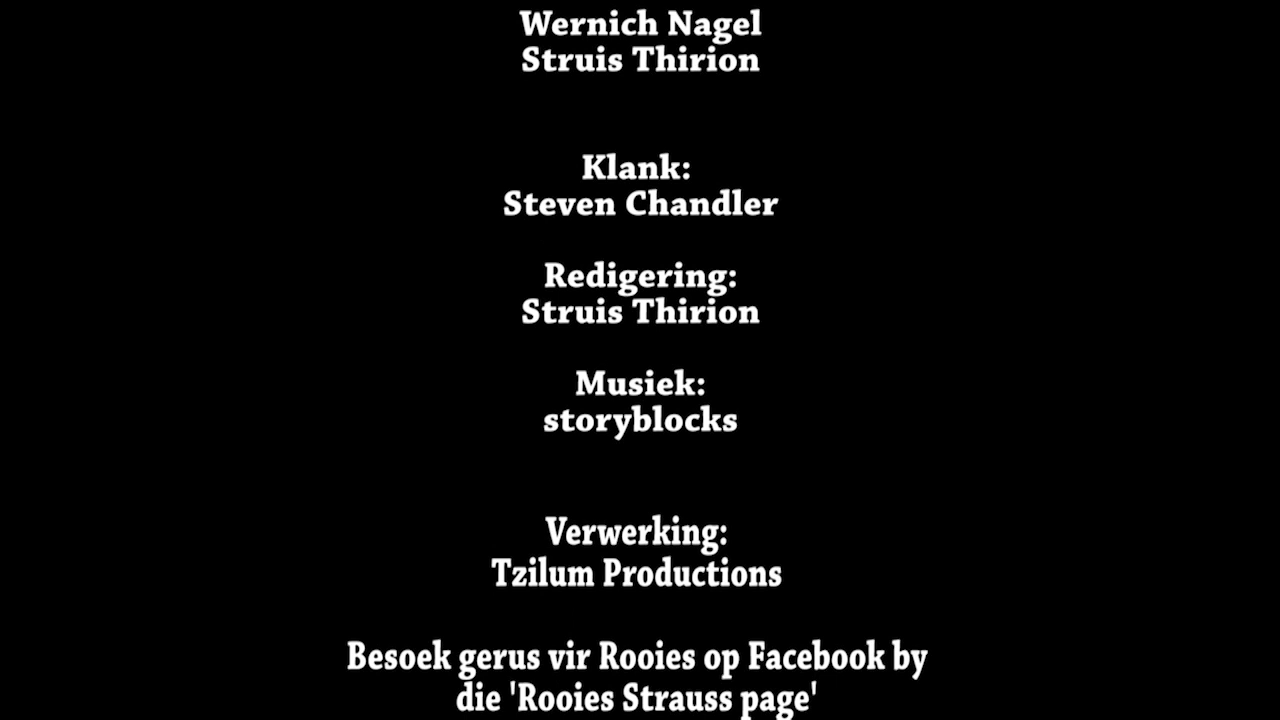 Wernich Nagel
Struis Thirion
Klank:
Steven Chandler
Redigering:
Struis Thirion
Musiek:
storyblocks
Verwerking:
Tzilum Productions
Besoek gerus vir Rooies op Facebook by
die 'Rooies Strauss page'